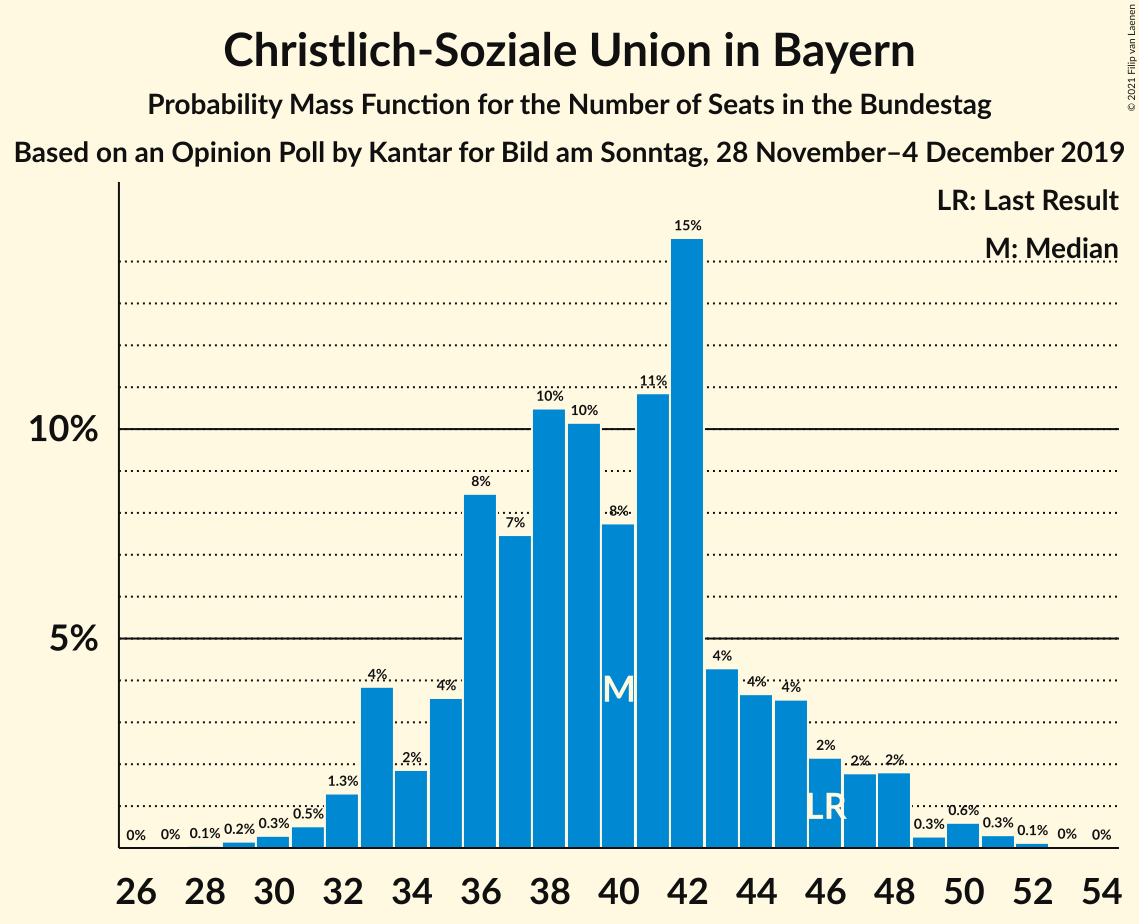 Christlich-Soziale Union in Bayern
Probability Mass Function for the Number of Seats in the Bundestag
Based on an Opinion Poll by Kantar for Bild am Sonntag, 28 November–4 December 2019
© 2021 Filip van Laenen
LR: Last Result
M: Median
10%
5%
0% 0% 0.1% 0.2% 0.3% 0.5% 1.3% 4% 2% 4% 8% 7% 10% 10% 8% 11% 15% 4% 4% 4% 2% 2% 2% 0.3% 0.6% 0.3% 0.1% 0% 0%
M
LR
26 28 30 32 34 36 38 40 42 44 46 48 50 52 54